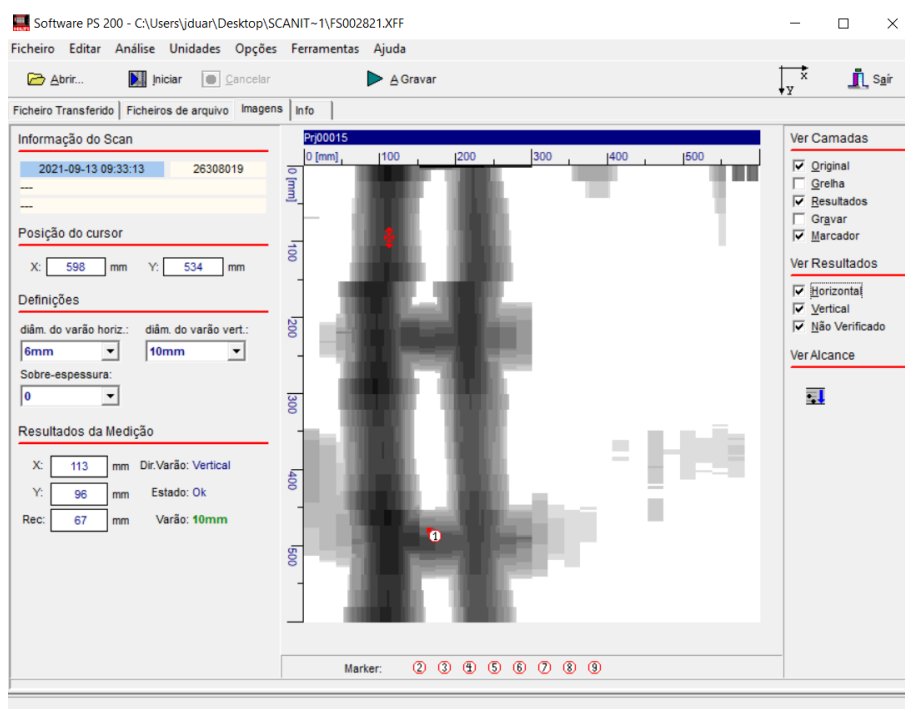 Software PS 200 - C:\Users\jduar\Desktop\SCANIT~1\FS002821.XFF
Ficheiro Editar Análise Unidades Opções Ferramentas Ajuda
Abrir... Iniciar Cancelar A Gravar X Y Sair
Ficheiro Transferido Ficheiros de arquivo Imagens Info
Informação do Scan
2021-09-13 09:33:13 26308019
---
---
Posição do cursor
X: 598 mm Y: 534 mm
Definições
diâm. do varão horiz.: diâm. do varão vert.:
6mm 10mm
Sobre-espessura:
0
Resultados da Medição
X: 113 mm Dir.Varão: Vertical
Y: 96 mm Estado: Ok
Rec: 67 mm Varão: 10mm
Prj00015
0 [mm] 100 200 300 400 500
0 [mm]
100
200
300
400
500
1
Marker: 2 3 4 5 6 7 8 9
Ver Camadas
Original
Grelha
Resultados
Gravar
Marcador
Ver Resultados
Horizontal
Vertical
Não Verificado
Ver Alcance